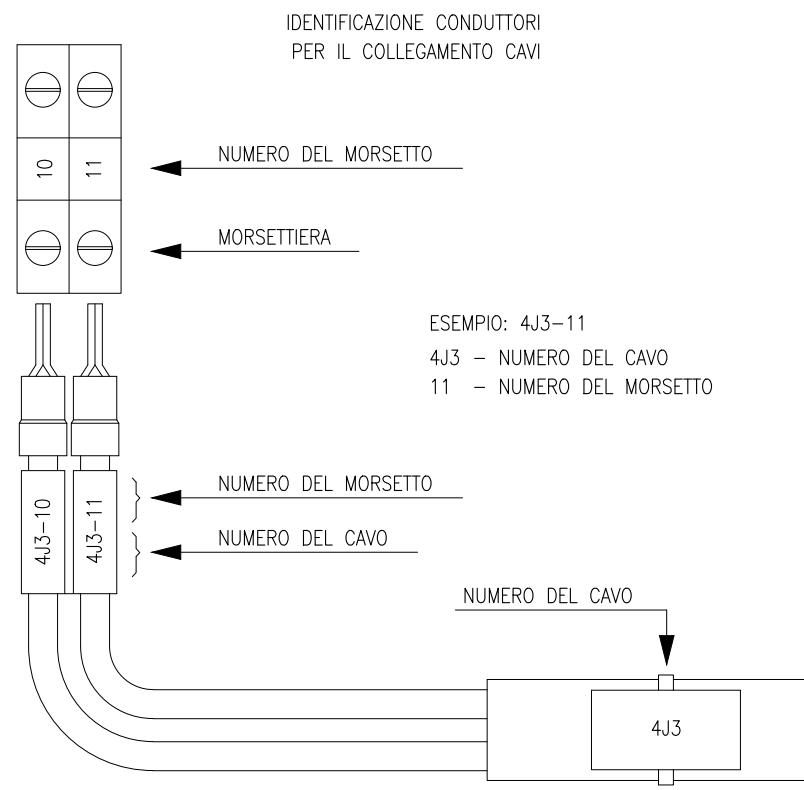 IDENTIFICAZIONE CONDUTTORI
PER IL COLLEGAMENTO CAVI
10
11
NUMERO DEL MORSETTO
MORSETTIERA
ESEMPIO: 4J3-11
4J3 - NUMERO DEL CAVO
11 - NUMERO DEL MORSETTO
4J3-10
4J3-11
NUMERO DEL MORSETTO
NUMERO DEL CAVO
NUMERO DEL CAVO
4J3